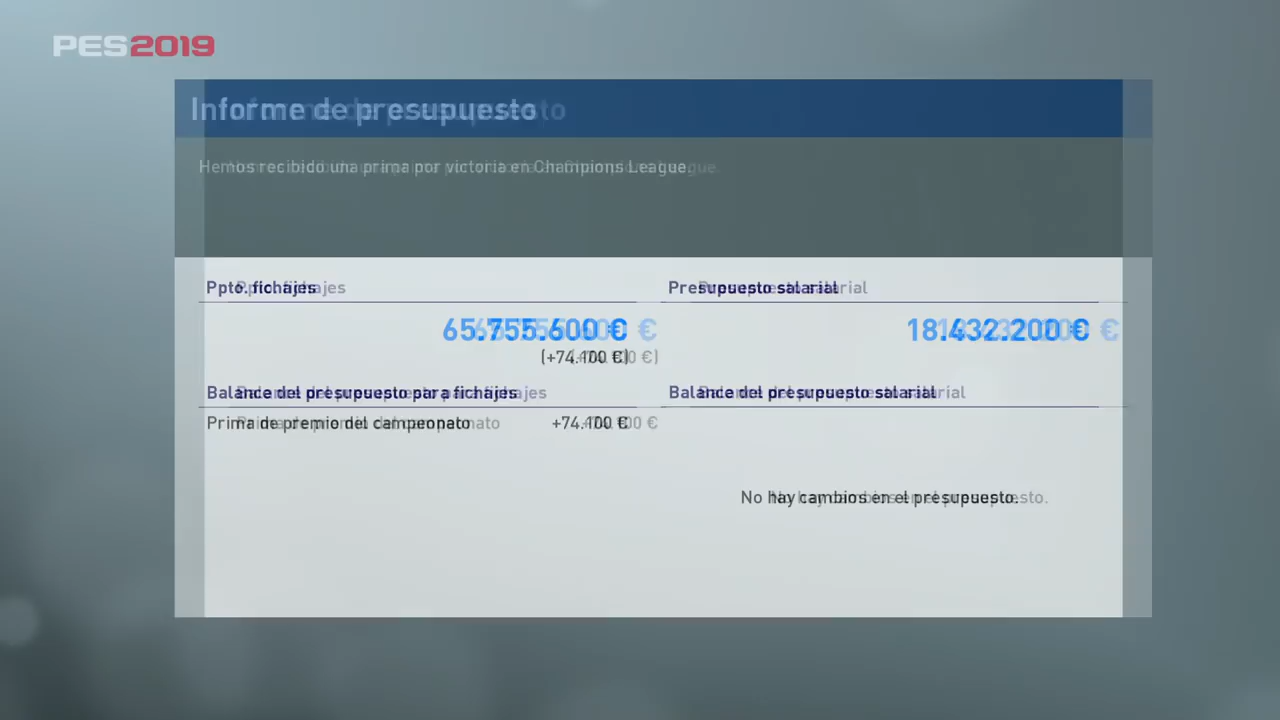 PES2019
Informe de presupuesto
Hemos recibido una prima por victoria en Champions League.
Ppto. fichajes
Presupuesto salarial
65.755.600 €
18.432.200 €
(+74.100 €)
Balance del presupuesto para fichajes
Balance del presupuesto salarial
Prima de premio del campeonato +74.100 €
No hay cambios en el presupuesto.